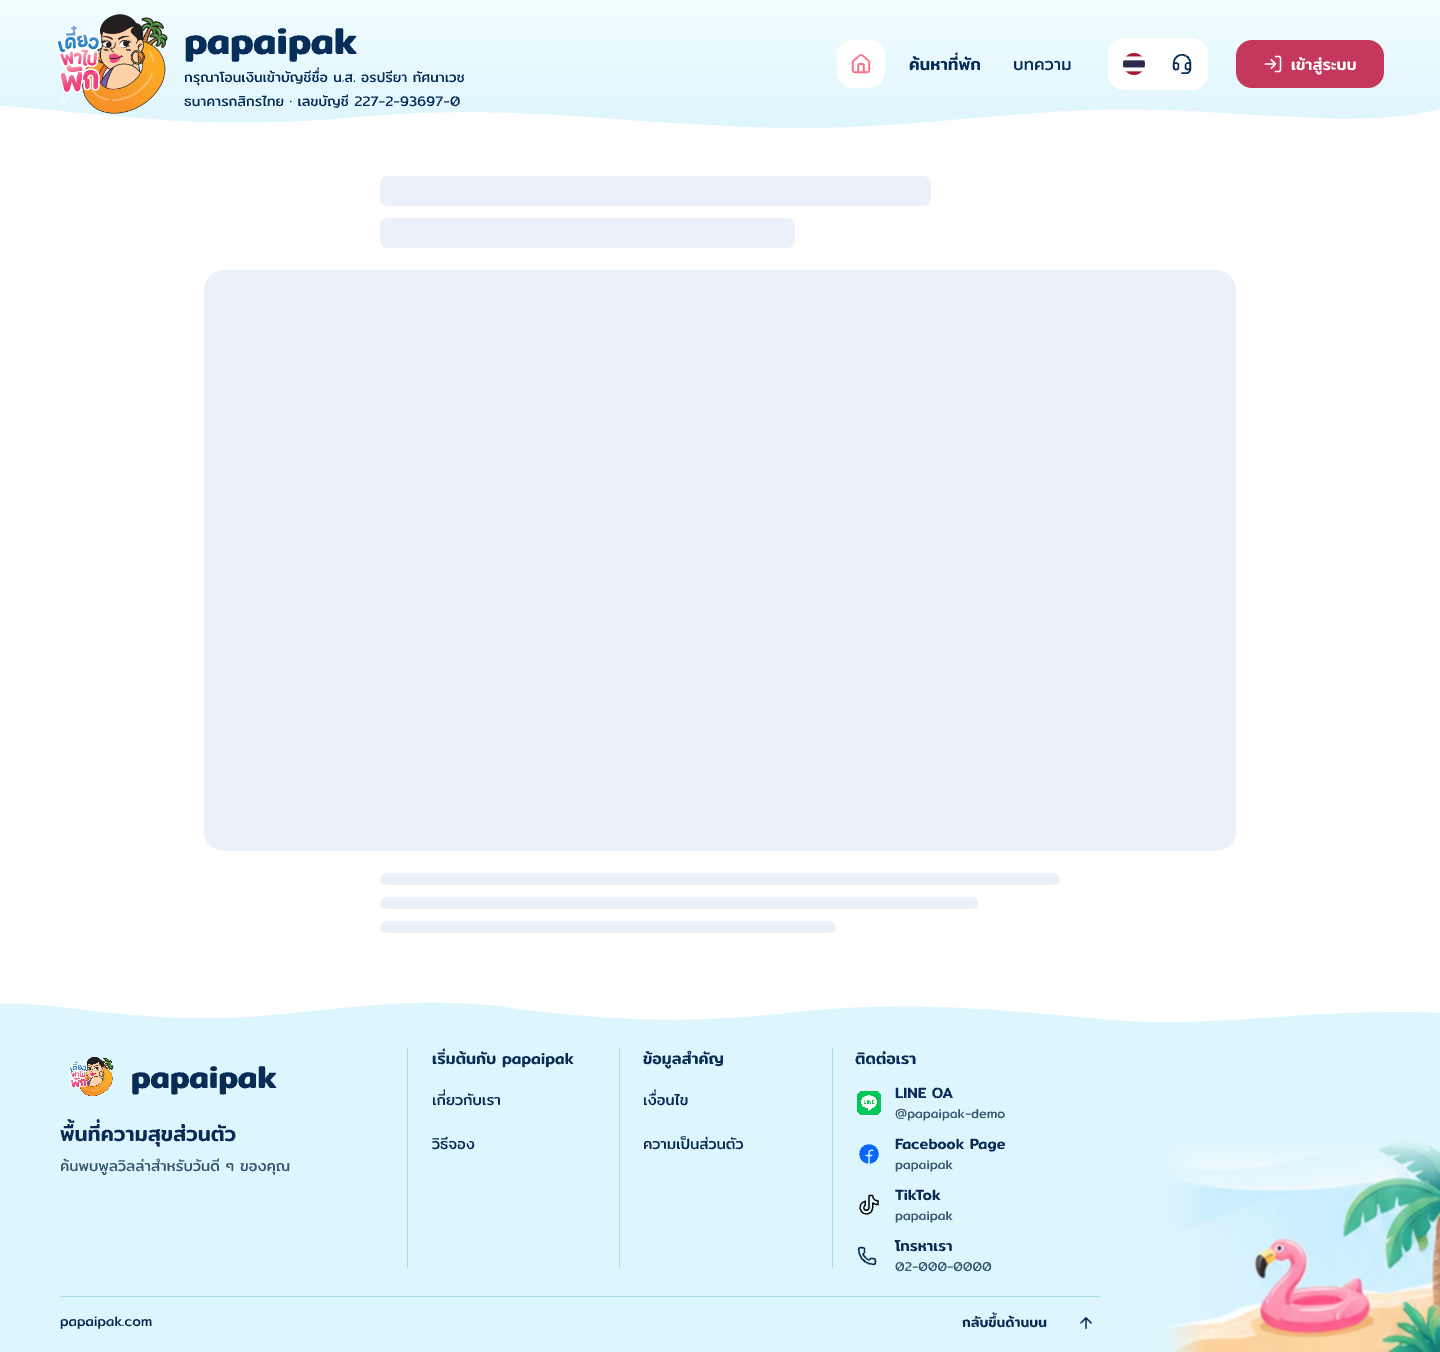 เดี๋ยว
พาไป
พัก
papaipak
กรุณาโอนเงินเข้าบัญชีชื่อ น.ส. อรปรียา ทัศนาเวช
ธนาคารกสิกรไทย · เลขบัญชี 227-2-93697-0
ค้นหาที่พัก
บทความ
เข้าสู่ระบบ
เดี๋ยว
พาไป
พัก
papaipak
พื้นที่ความสุขส่วนตัว
ค้นพบพูลวิลล่าสำหรับวันดี ๆ ของคุณ
เริ่มต้นกับ papaipak
เกี่ยวกับเรา
วิธีจอง
ข้อมูลสำคัญ
เงื่อนไข
ความเป็นส่วนตัว
ติดต่อเรา
LINE
LINE OA
@papaipak-demo
Facebook Page
papaipak
TikTok
papaipak
โทรหาเรา
02-000-0000
papaipak.com
กลับขึ้นด้านบน